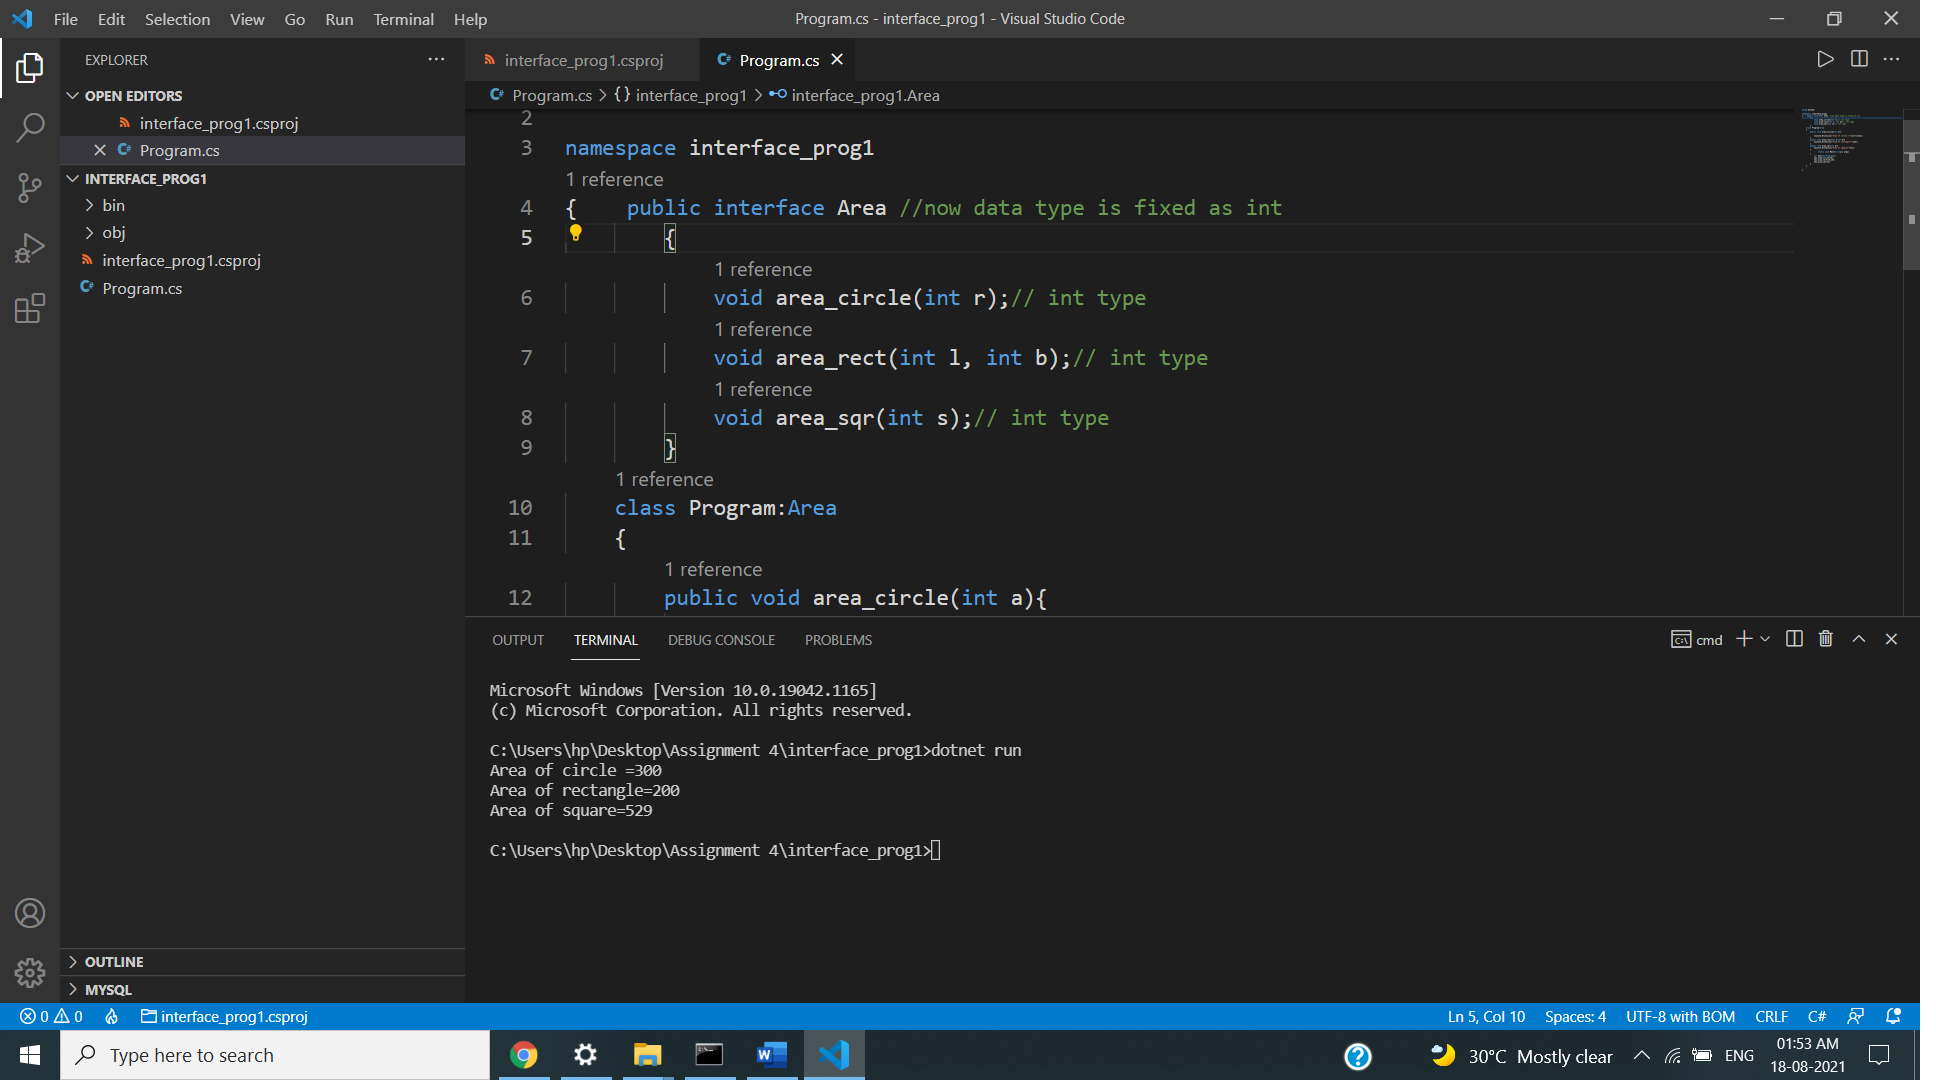 File Edit Selection View Go Run Terminal Help
Program.cs - interface_prog1 - Visual Studio Code
EXPLORER
OPEN EDITORS
interface_prog1.csproj
Program.cs
INTERFACE_PROG1
bin
obj
interface_prog1.csproj
Program.cs
OUTLINE
MYSQL
interface_prog1.csproj Program.cs
Program.cs > {} interface_prog1 > interface_prog1.Area
2
3 namespace interface_prog1
1 reference
4 { public interface Area //now data type is fixed as int
5 {
1 reference
6 void area_circle(int r);// int type
1 reference
7 void area_rect(int l, int b);// int type
1 reference
8 void area_sqr(int s);// int type
9 }
1 reference
10 class Program:Area
11 {
1 reference
12 public void area_circle(int a){
OUTPUT TERMINAL DEBUG CONSOLE PROBLEMS
cmd
Microsoft Windows [Version 10.0.19042.1165]
(c) Microsoft Corporation. All rights reserved.
C:\Users\hp\Desktop\Assignment 4\interface_prog1>dotnet run
Area of circle =300
Area of rectangle=200
Area of square=529
C:\Users\hp\Desktop\Assignment 4\interface_prog1>
0 0 interface_prog1.csproj
Ln 5, Col 10 Spaces: 4 UTF-8 with BOM CRLF C#
Type here to search
30°C Mostly clear
ENG
01:53 AM
18-08-2021